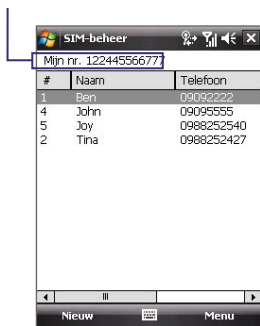 SIM-beheer
Mijn nr. 122445566777
# Naam Telefoon
1 Ben 09092222
4 John 09095555
5 Joy 0988252540
2 Tina 0988252427
Nieuw Menu